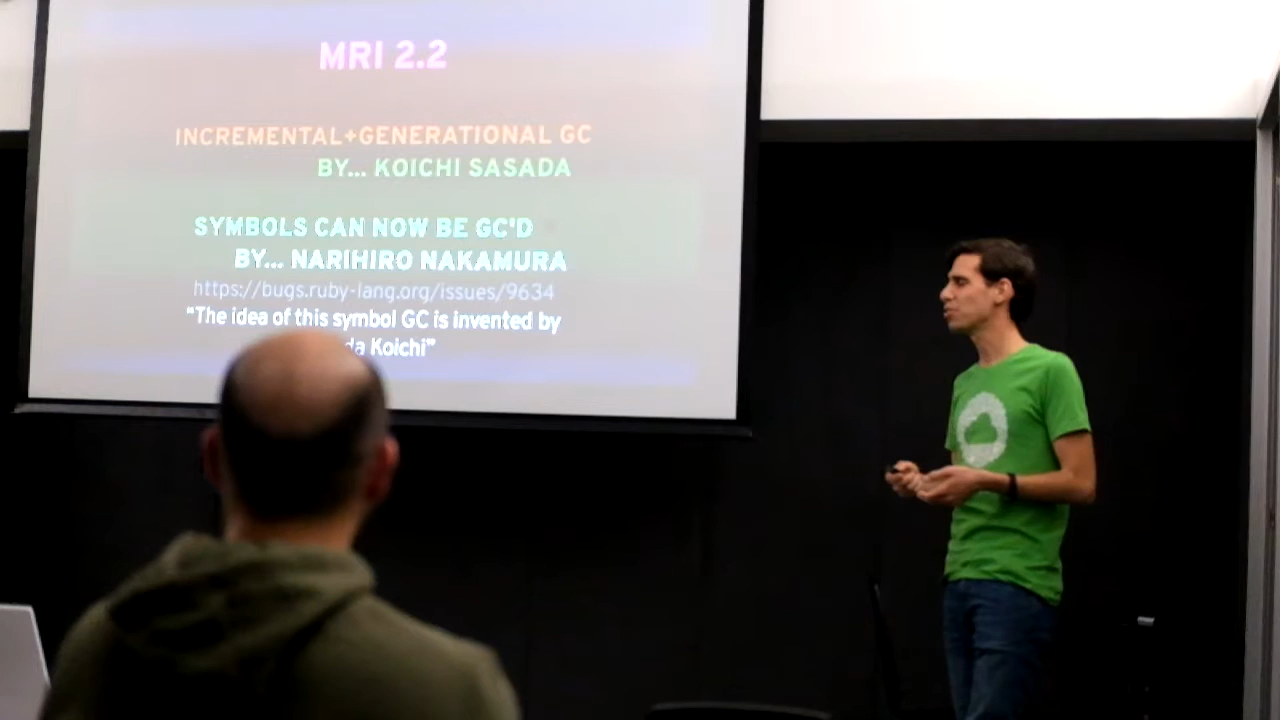 MRI 2.2
INCREMENTAL+GENERATIONAL GC
BY... KOICHI SASADA
SYMBOLS CAN NOW BE GC'D
BY... NARIHIRO NAKAMURA
https://bugs.ruby-lang.org/issues/9634
"The idea of this symbol GC is invented by
Koichi"